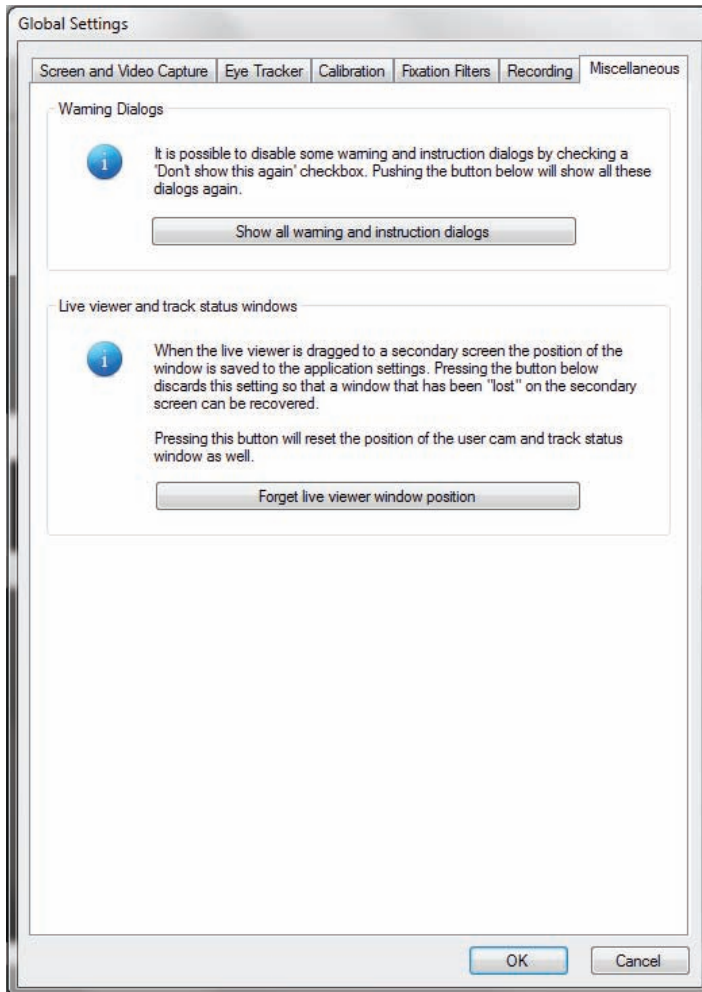 Global Settings
Screen and Video Capture Eye Tracker Calibration Fixation Filters Recording Miscellaneous
Warning Dialogs
It is possible to disable some warning and instruction dialogs by checking a
'Don't show this again' checkbox. Pushing the button below will show all these
dialogs again.
Show all warning and instruction dialogs
Live viewer and track status windows
When the live viewer is dragged to a secondary screen the position of the
window is saved to the application settings. Pressing the button below
discards this setting so that a window that has been "lost" on the secondary
screen can be recovered.
Pressing this button will reset the position of the user cam and track status
window as well.
Forget live viewer window position
OK Cancel